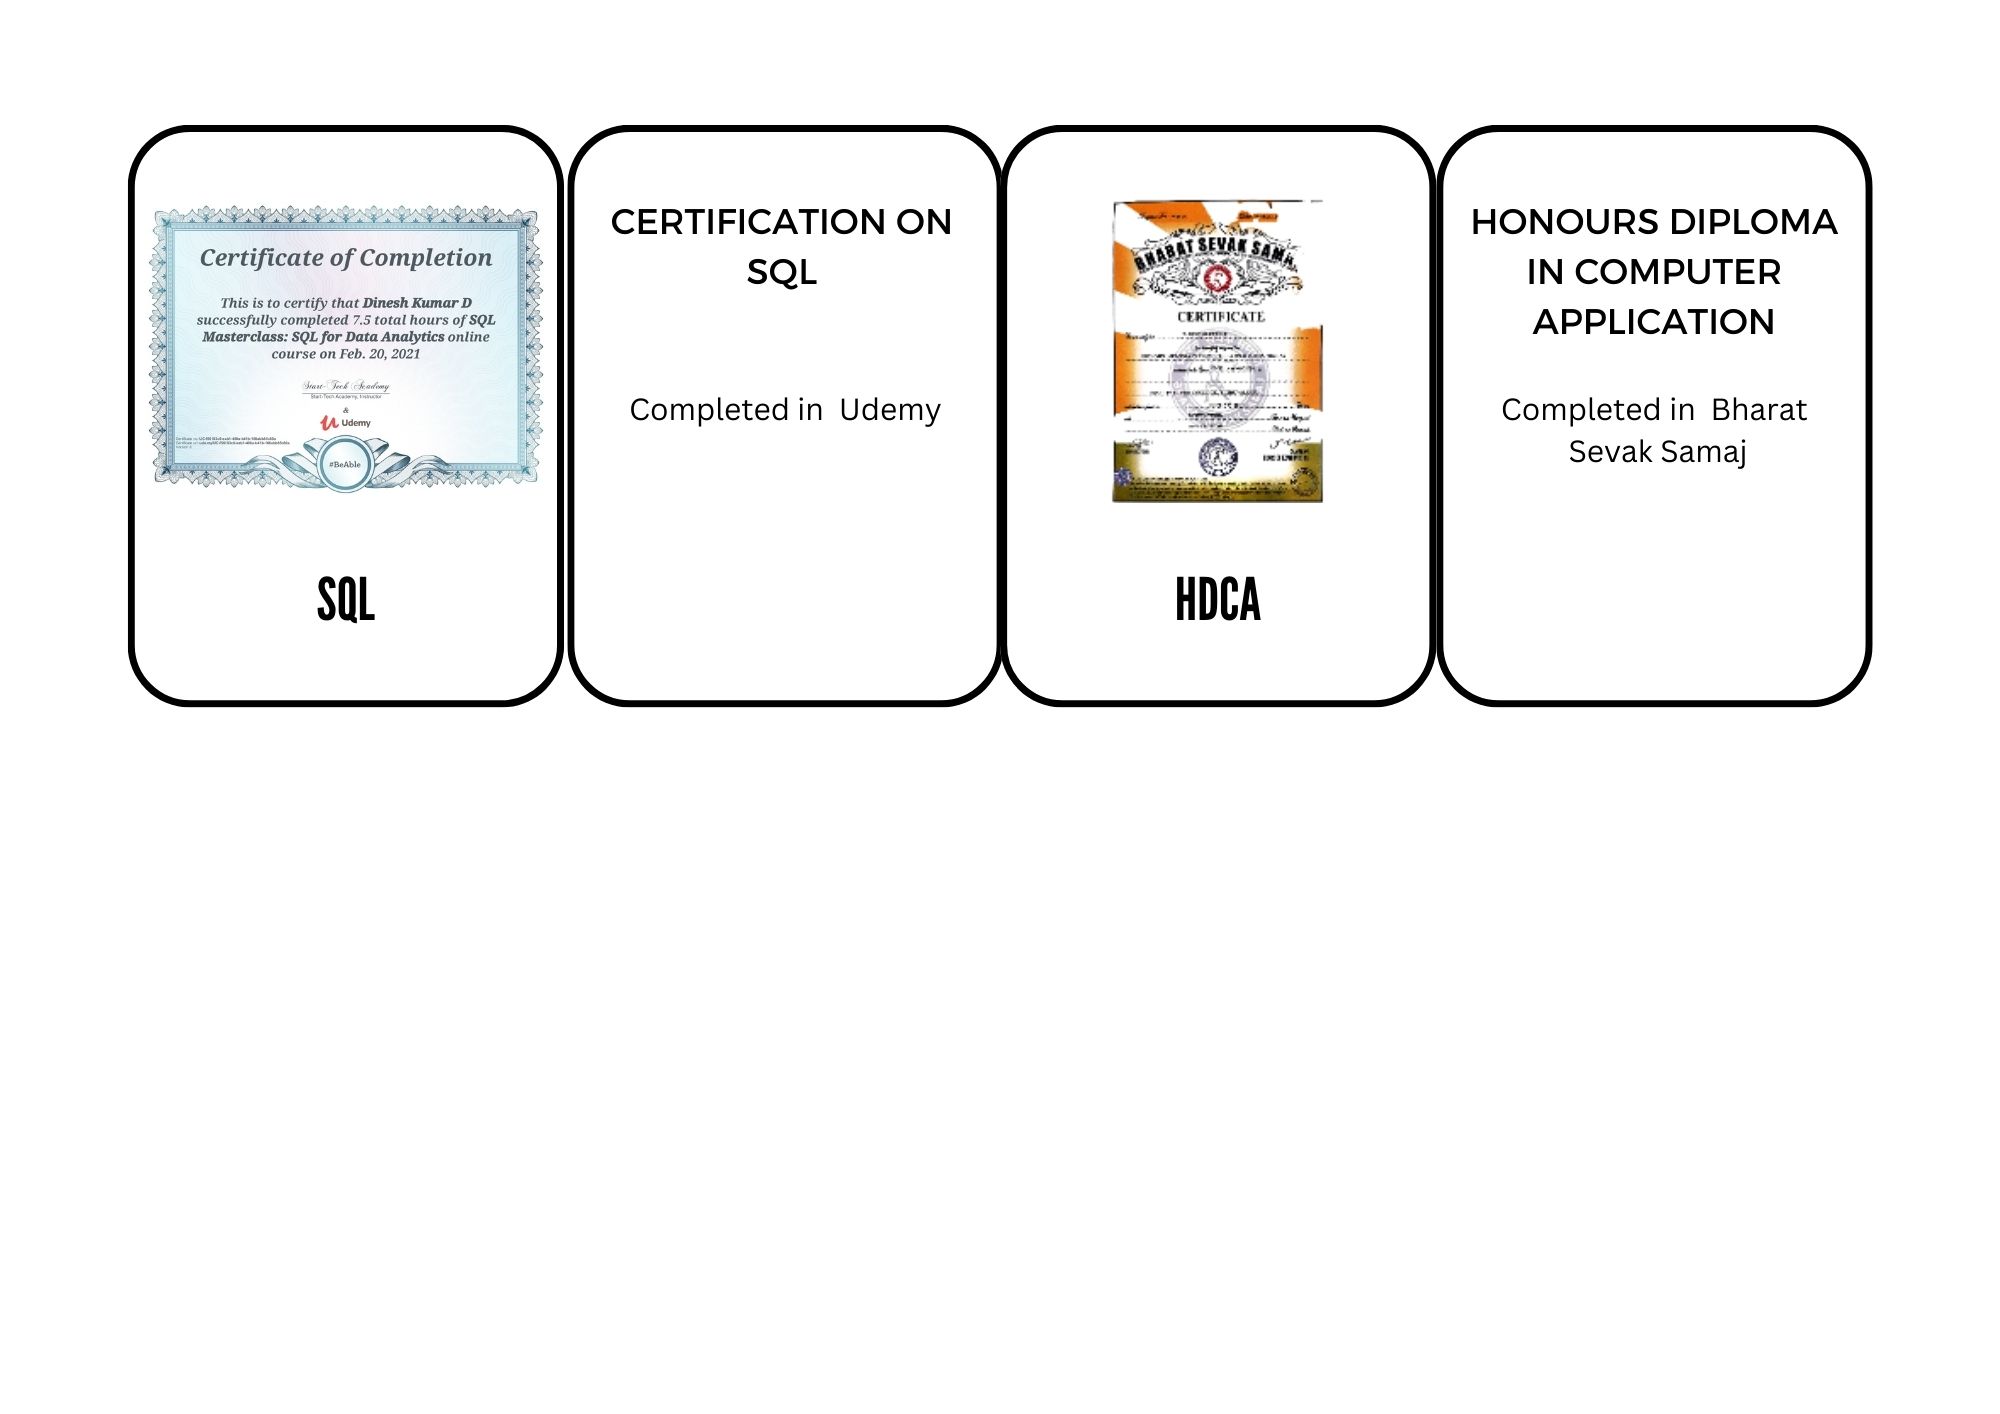 Certificate of Completion
This is to certify that Dinesh Kumar D
successfully completed 7.5 total hours of SQL
Masterclass: SQL for Data Analytics online
course on Feb. 20, 2021
Start-Tech Academy
Start-Tech Academy, Instructor
&
Udemy
#BeAble
SQL
CERTIFICATION ON
SQL
Completed in  Udemy
BHARAT SEVAK SAMAJ
CERTIFICATE
HDCA
HONOURS DIPLOMA
IN COMPUTER
APPLICATION
Completed in  Bharat
Sevak Samaj